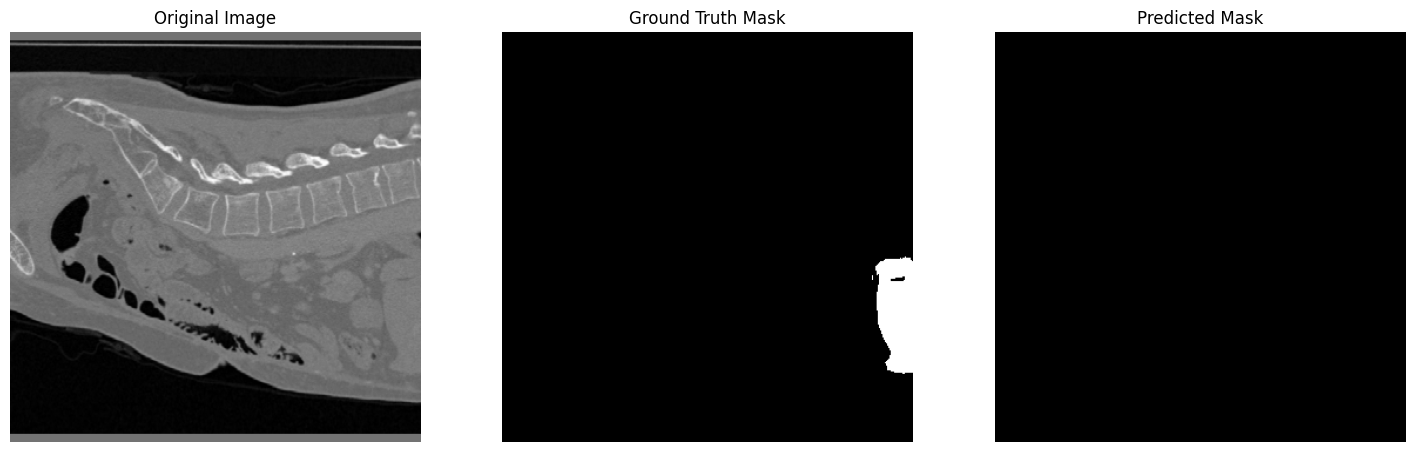 Original Image
Ground Truth Mask
Predicted Mask